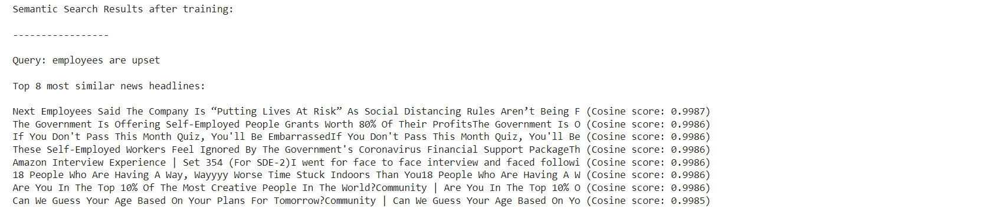 Semantic Search Results after training:
-----------------
Query: employees are upset
Top 8 most similar news headlines:
Next Employees Said The Company Is “Putting Lives At Risk” As Social Distancing Rules Aren’t Being F (Cosine score: 0.9987)
The Government Is Offering Self-Employed People Grants Worth 80% Of Their ProfitsThe Government Is O (Cosine score: 0.9986)
If You Don't Pass This Month Quiz, You'll Be EmbarrassedIf You Don't Pass This Month Quiz, You'll Be (Cosine score: 0.9986)
These Self-Employed Workers Feel Ignored By The Government's Coronavirus Financial Support PackageTh (Cosine score: 0.9986)
Amazon Interview Experience | Set 354 (For SDE-2)I went for face to face interview and faced followi (Cosine score: 0.9986)
18 People Who Are Having A Way, Wayyyy Worse Time Stuck Indoors Than You18 People Who Are Having A W (Cosine score: 0.9986)
Are You In The Top 10% Of The Most Creative People In The World?Community | Are You In The Top 10% O (Cosine score: 0.9986)
Can We Guess Your Age Based On Your Plans For Tomorrow?Community | Can We Guess Your Age Based On Yo (Cosine score: 0.9985)